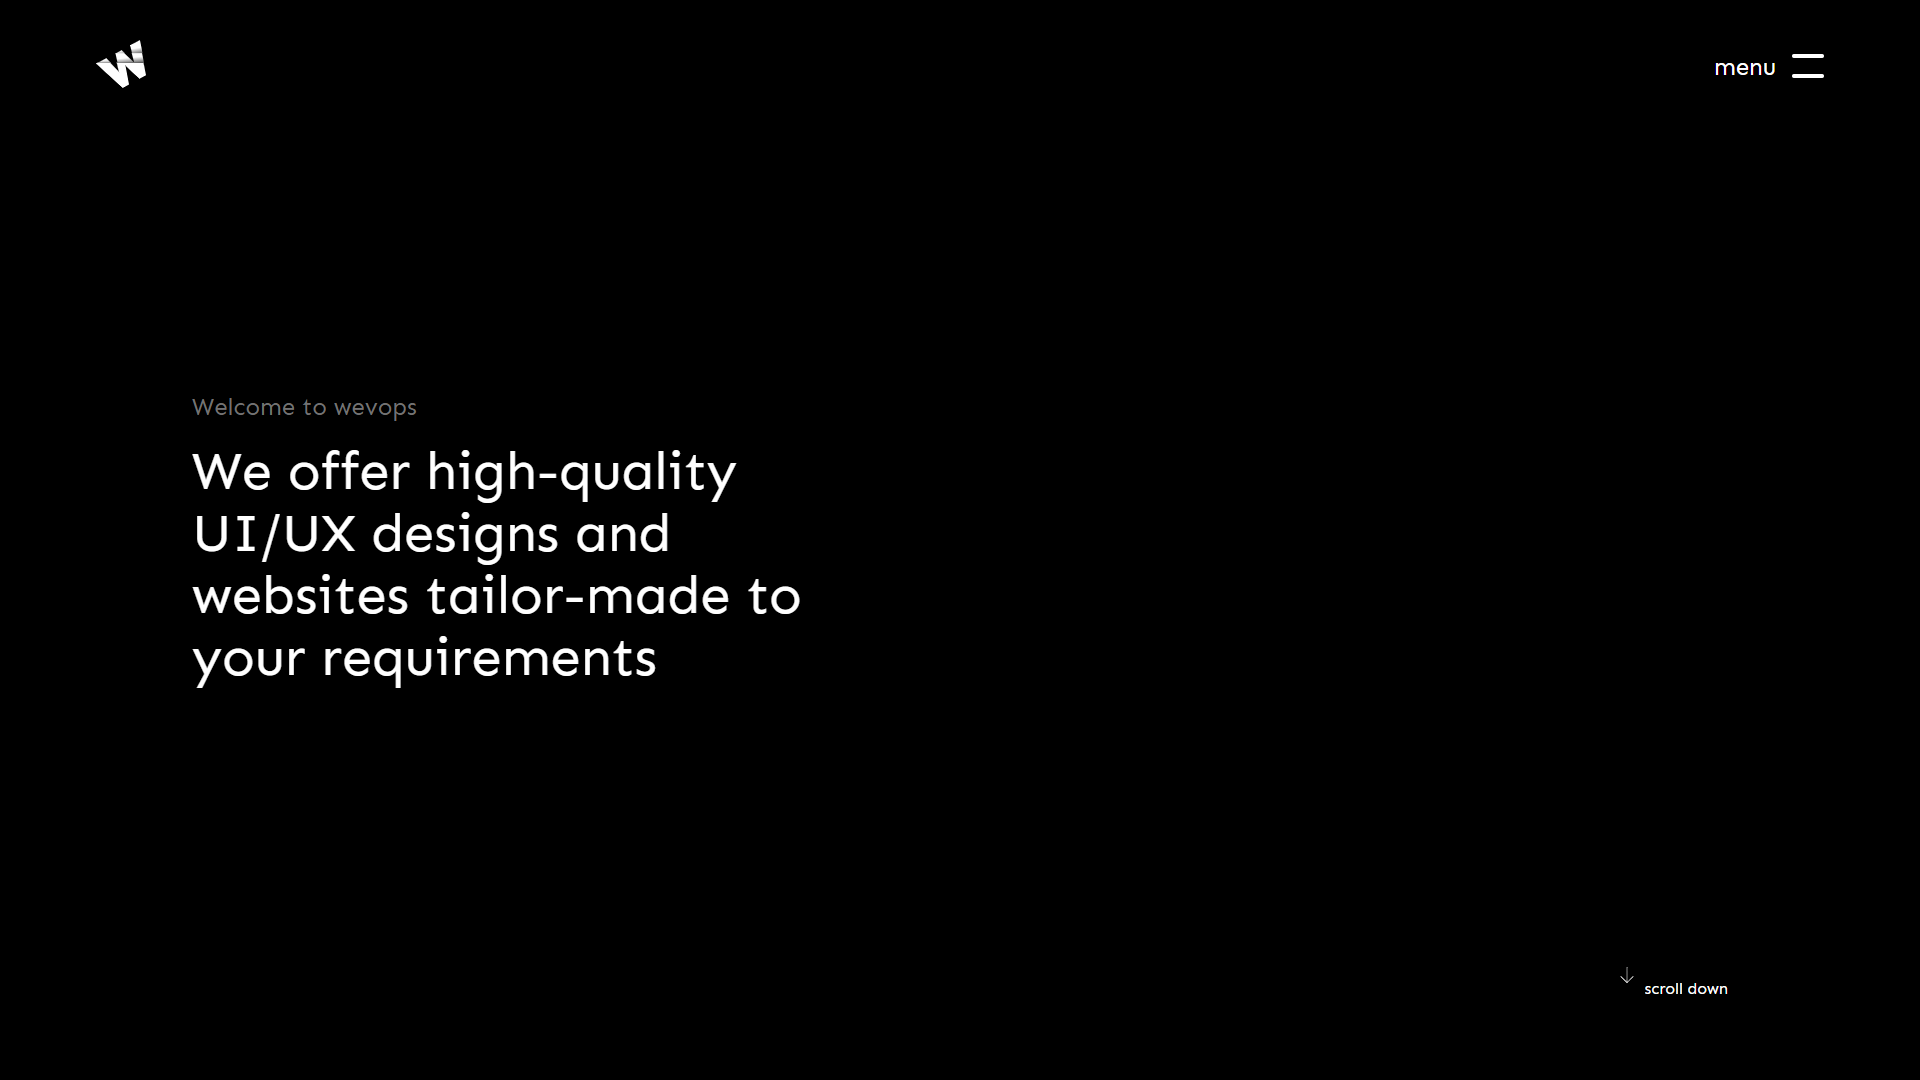 menu
Welcome to wevops
We offer high-quality
UI/UX designs and
websites tailor-made to
your requirements
scroll down